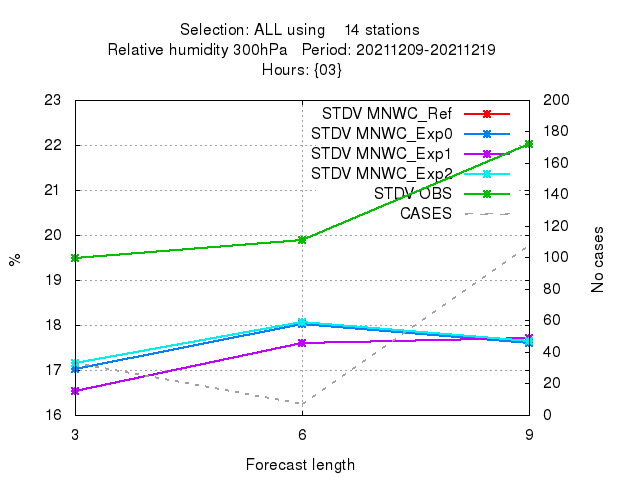 Selection: ALL using 14 stations
Relative humidity 300hPa Period: 20211209-20211219
Hours: {03}
23
22
21
20
19
18
17
16
%
STDV MNWC_Ref
STDV MNWC_Exp0
STDV MNWC_Exp1
STDV MNWC_Exp2
STDV OBS
CASES
200
180
160
140
120
100
80
60
40
20
0
No cases
3 6 9
Forecast length